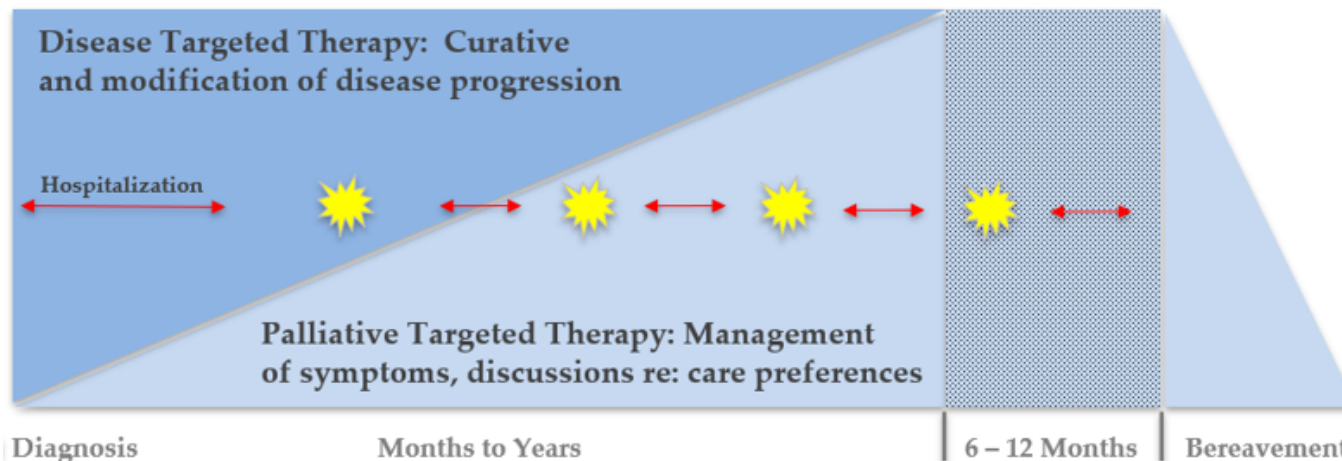 Disease Targeted Therapy: Curative
and modification of disease progression
Hospitalization
Palliative Targeted Therapy: Management
of symptoms, discussions re: care preferences
Diagnosis
Months to Years
6 – 12 Months
Bereavement